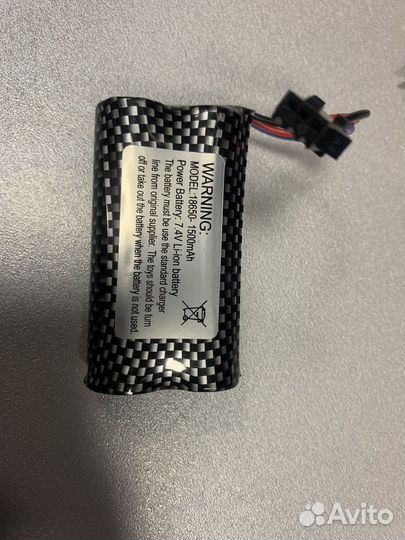 WARNING:
MODEL:18650- 1500mAh
Power Battery: 7.4V Li-ion battery
The battery must be use the standard charger
line from original supplier. The toys should be turn
off or take out the battery when the battery is not used.
Avito